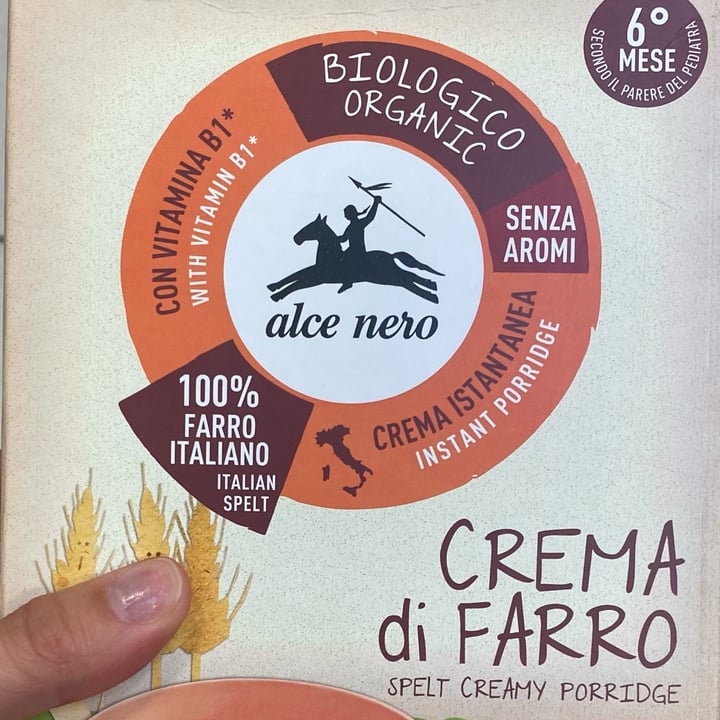 6°
MESE
SECONDO IL PARERE DEL PEDIATRA
BIOLOGICO
ORGANIC
CON VITAMINA B1*
WITH VITAMIN B1*
SENZA
AROMI
alce nero
CREMA ISTANTANEA
INSTANT PORRIDGE
100%
FARRO
ITALIANO
ITALIAN
SPELT
CREMA
di FARRO
SPELT CREAMY PORRIDGE